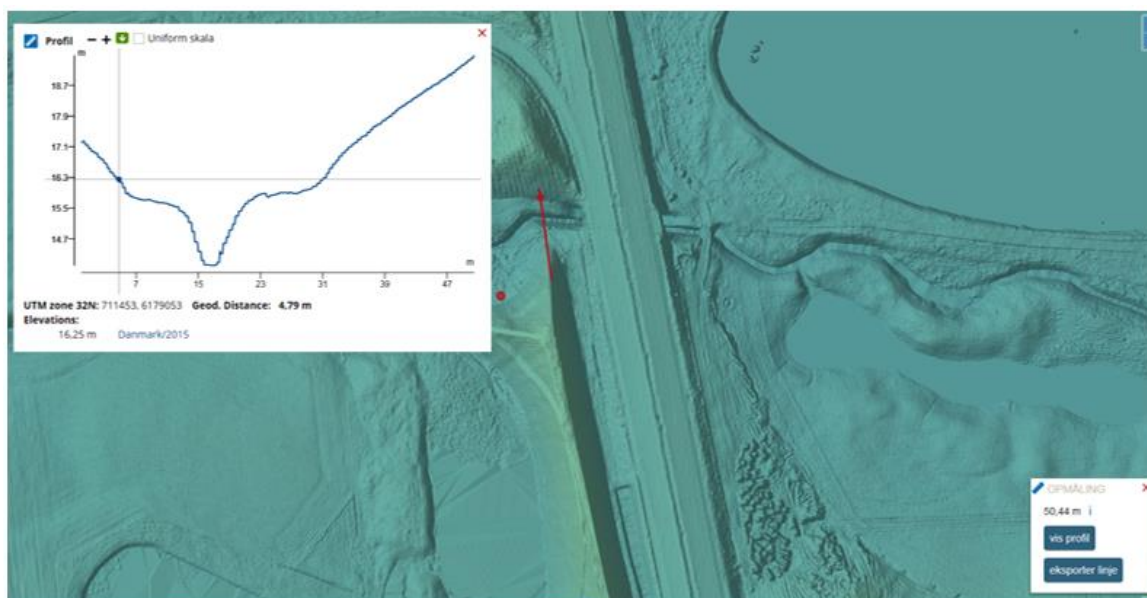 Profil − + Uniform skala
m
18.7
17.9
17.1
16.3
15.5
14.7
m
7 15 23 31 39 47
UTM zone 32N: 711453, 6179053 Geod. Distance: 4,79 m
Elevations:
16,25 m Danmark/2015
OPMÅLING
50,44 m i
vis profil
eksporter linje